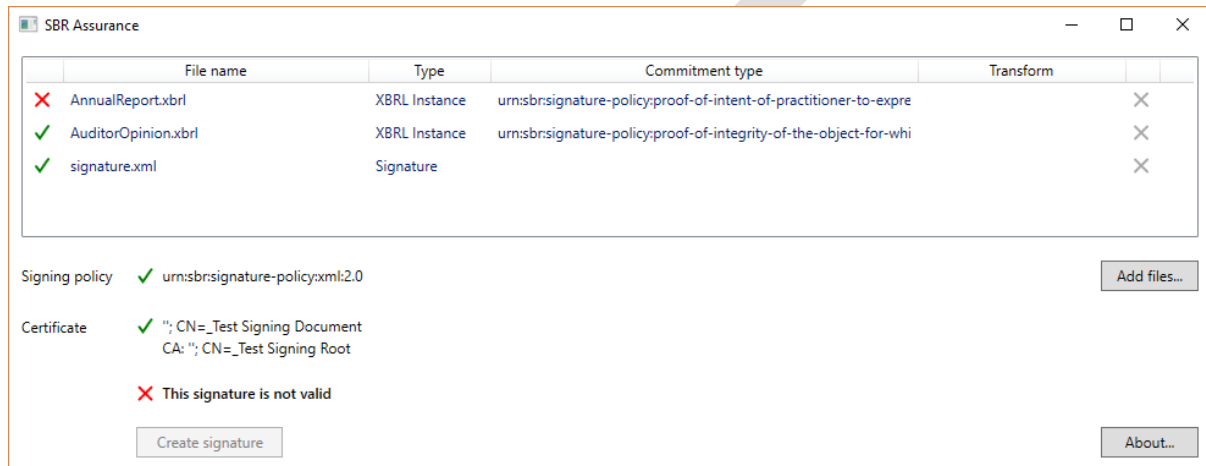 SBR Assurance
File name Type Commitment type Transform
AnnualReport.xbrl XBRL Instance urn:sbr:signature-policy:proof-of-intent-of-practitioner-to-expre
AuditorOpinion.xbrl XBRL Instance urn:sbr:signature-policy:proof-of-integrity-of-the-object-for-whi
signature.xml Signature
Signing policy urn:sbr:signature-policy:xml:2.0 Add files...
Certificate "; CN=_Test Signing Document
CA: "; CN=_Test Signing Root
This signature is not valid
Create signature About...